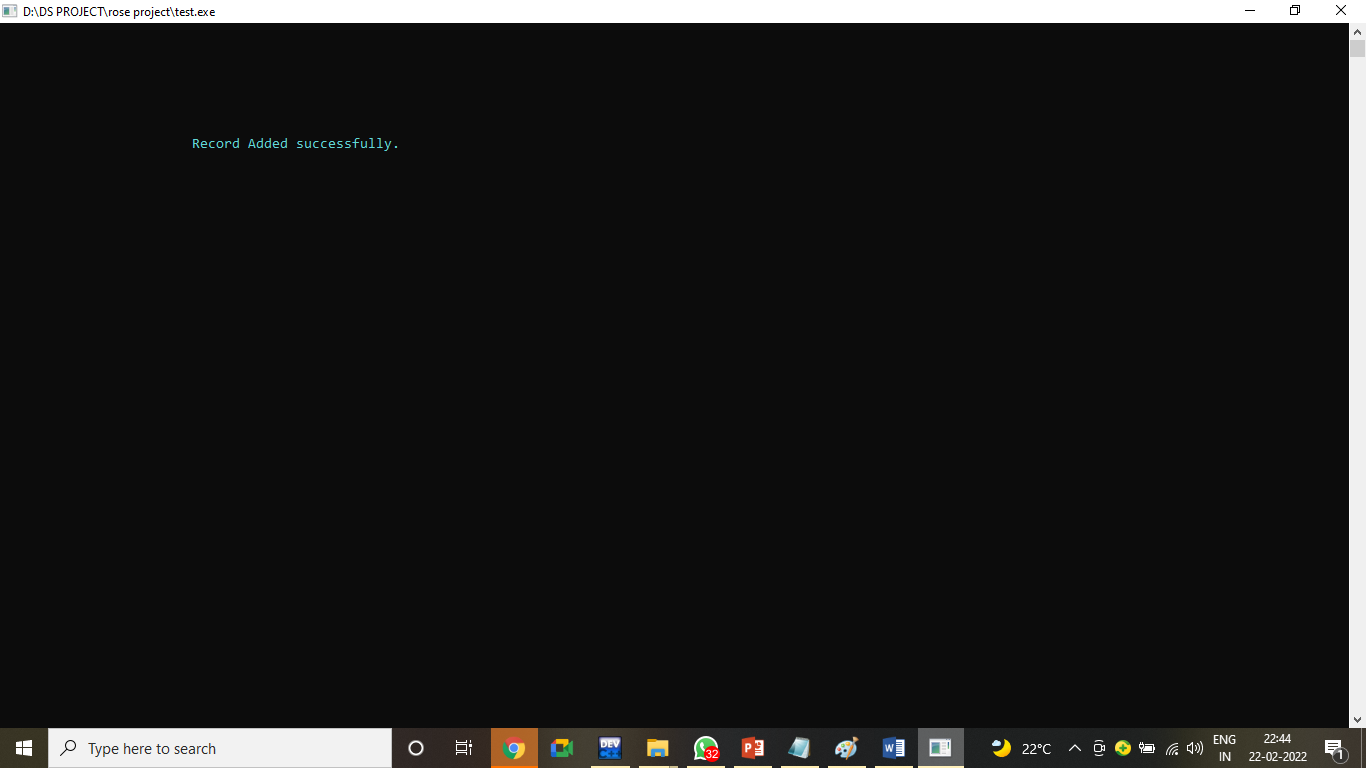 D:\DS PROJECT\rose project\test.exe
Record Added successfully.
Type here to search
DEV
C++
32
P
W
22°C
ENG
IN
22:44
22-02-2022
1